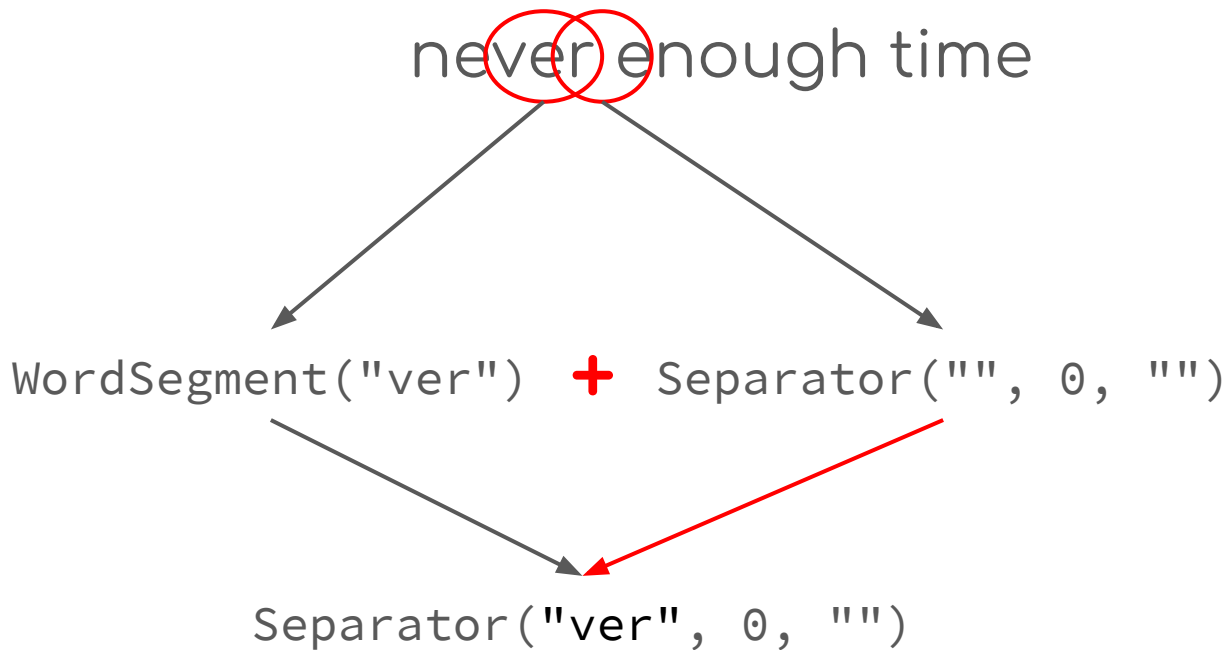 never enough time
WordSegment("ver") + Separator("", 0, "")
Separator("ver", 0, "")